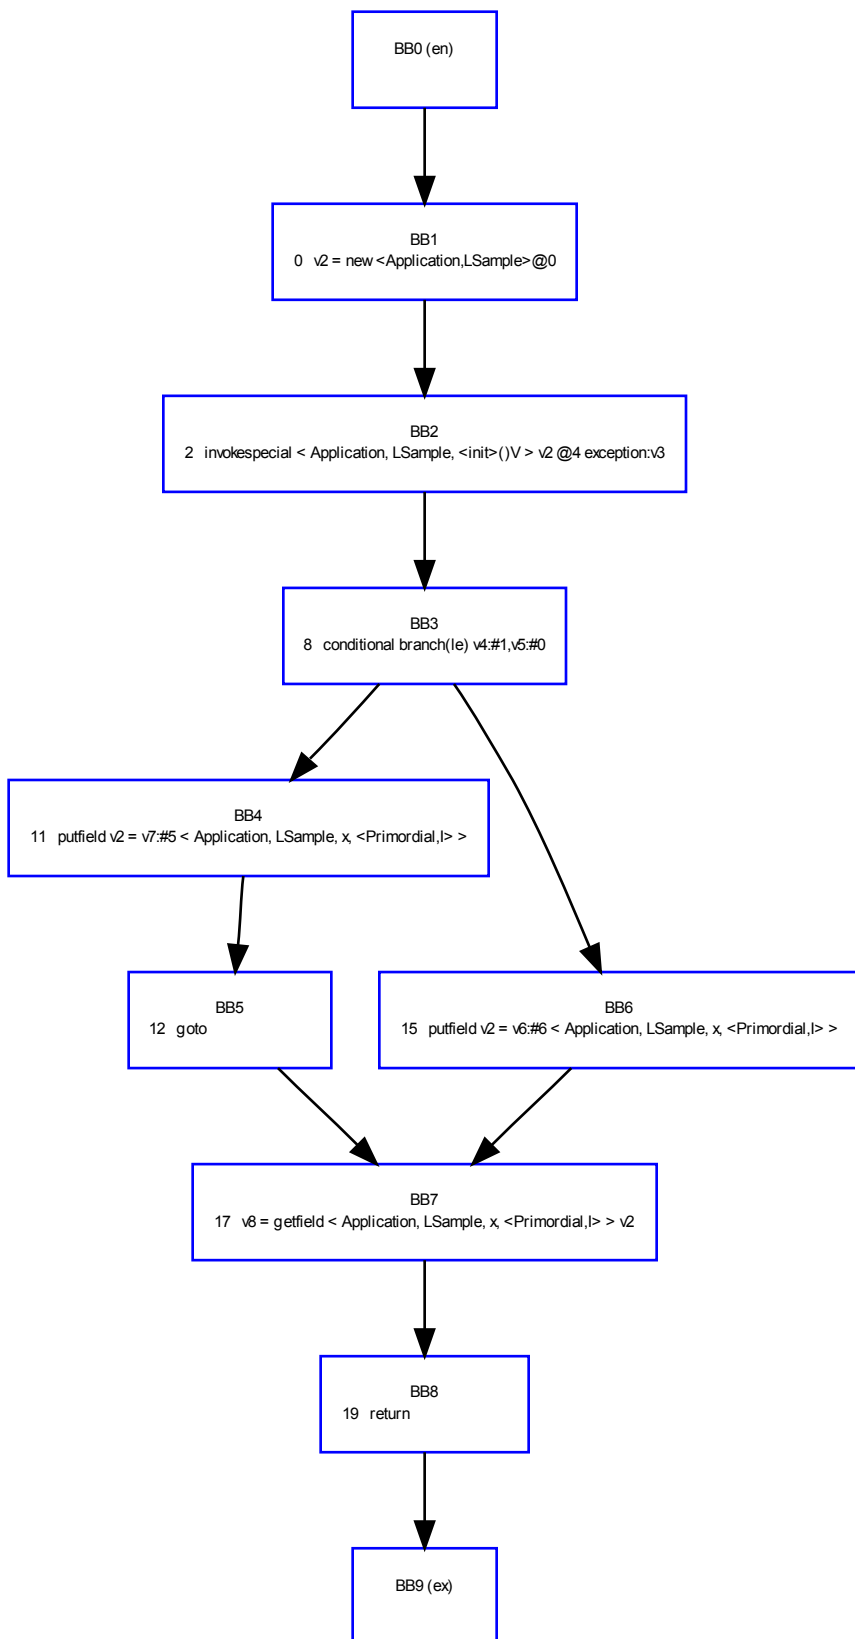 BB0 (en)
BB1
0 v2 = new <Application,LSample>@0
BB2
2 invokespecial < Application, LSample, <init>()V > v2 @4 exception:v3
BB3
8 conditional branch(le) v4:#1,v5:#0
BB4
11 putfield v2 = v7:#5 < Application, LSample, x, <Primordial,I> >
BB5
12 goto
BB6
15 putfield v2 = v6:#6 < Application, LSample, x, <Primordial,I> >
BB7
17 v8 = getfield < Application, LSample, x, <Primordial,I> > v2
BB8
19 return
BB9 (ex)